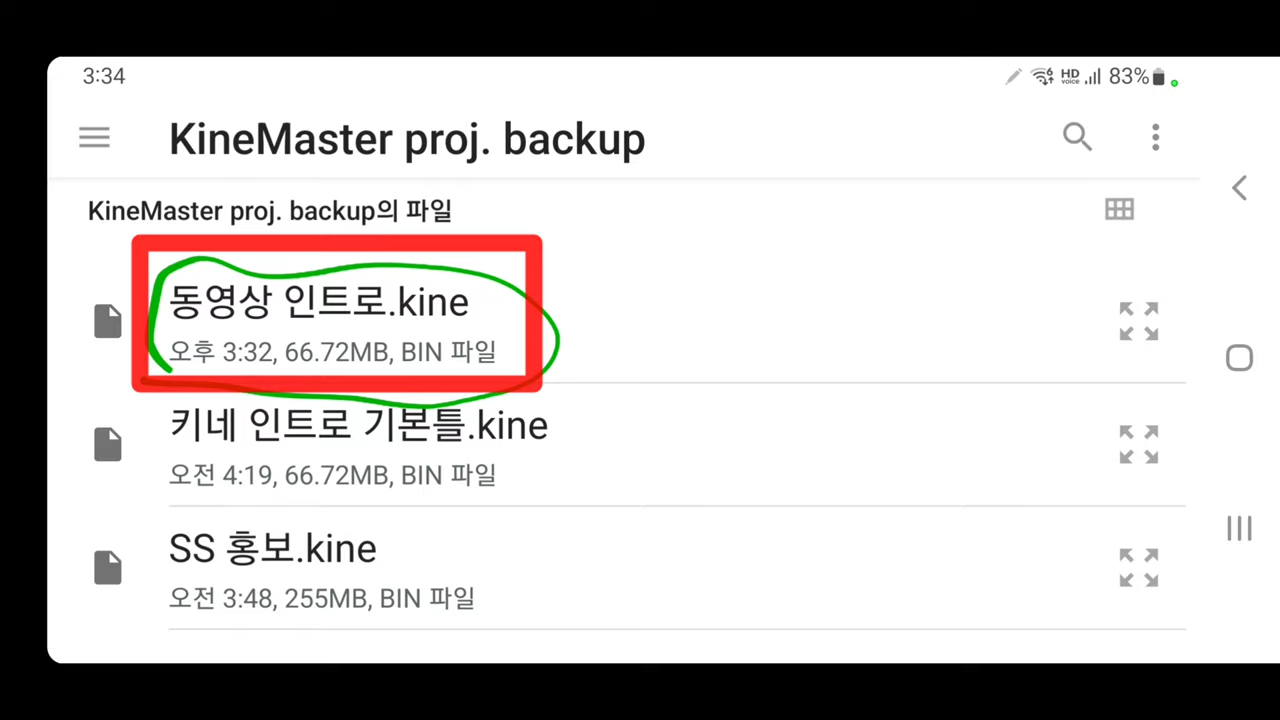 3:34
HD voice 83%
KineMaster proj. backup
KineMaster proj. backup의 파일
동영상 인트로.kine
오후 3:32, 66.72MB, BIN 파일
키네 인트로 기본틀.kine
오전 4:19, 66.72MB, BIN 파일
SS 홍보.kine
오전 3:48, 255MB, BIN 파일